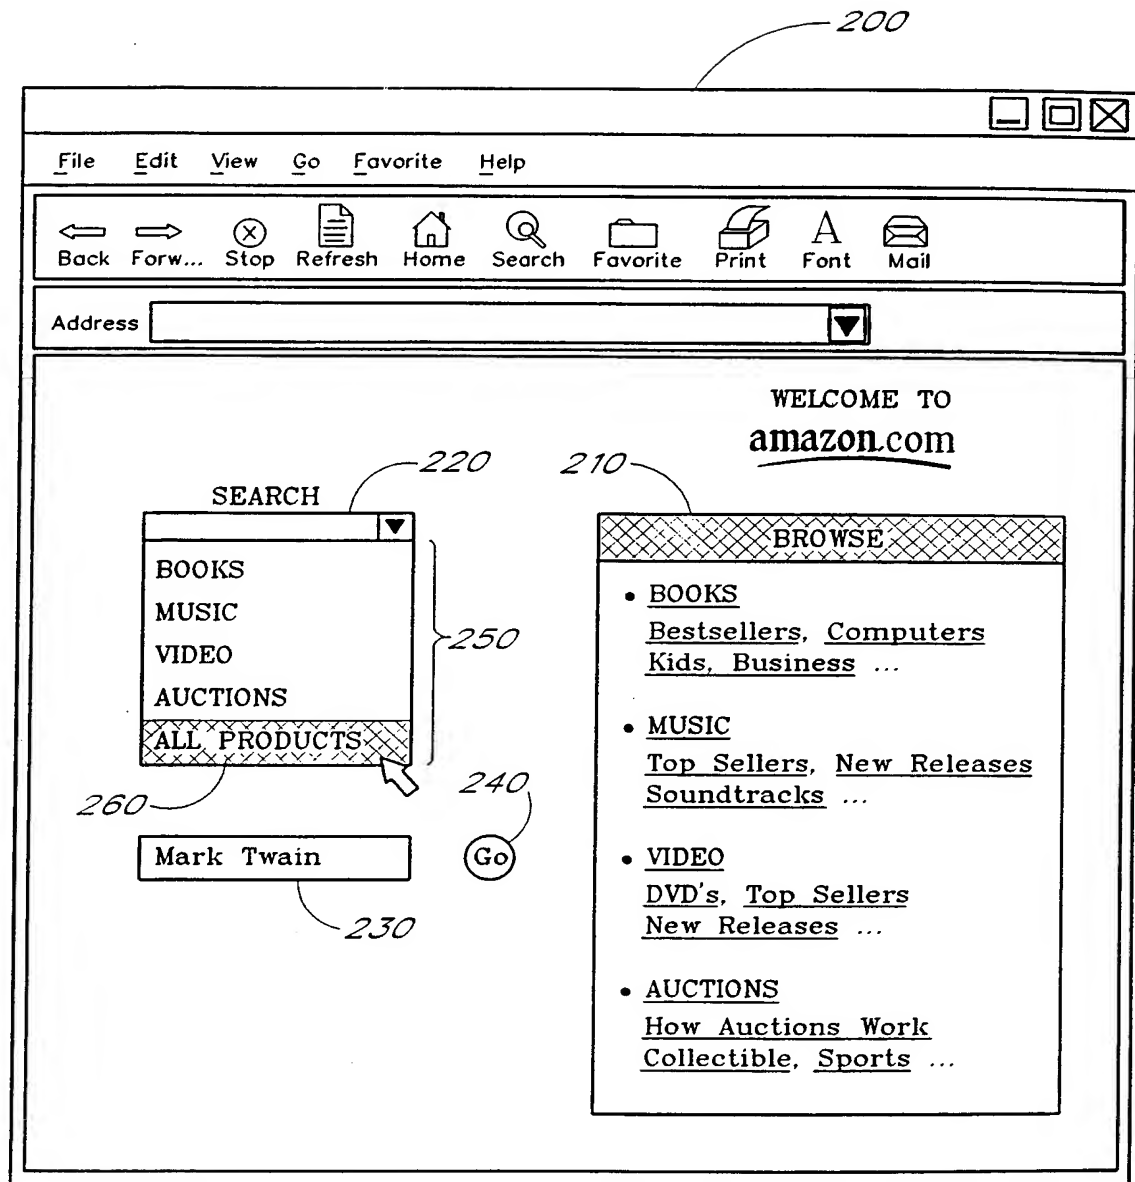 200
File Edit View Go Favorite Help
Back Forw... Stop Refresh Home Search Favorite Print Font Mail
Address
WELCOME TO
amazon.com
220
210
SEARCH
BOOKS
MUSIC
VIDEO
AUCTIONS
ALL PRODUCTS
250
260
240
Mark Twain
Go
230
BROWSE
• BOOKS
Bestsellers, Computers
Kids, Business ...
• MUSIC
Top Sellers, New Releases
Soundtracks ...
• VIDEO
DVD's, Top Sellers
New Releases ...
• AUCTIONS
How Auctions Work
Collectible, Sports ...